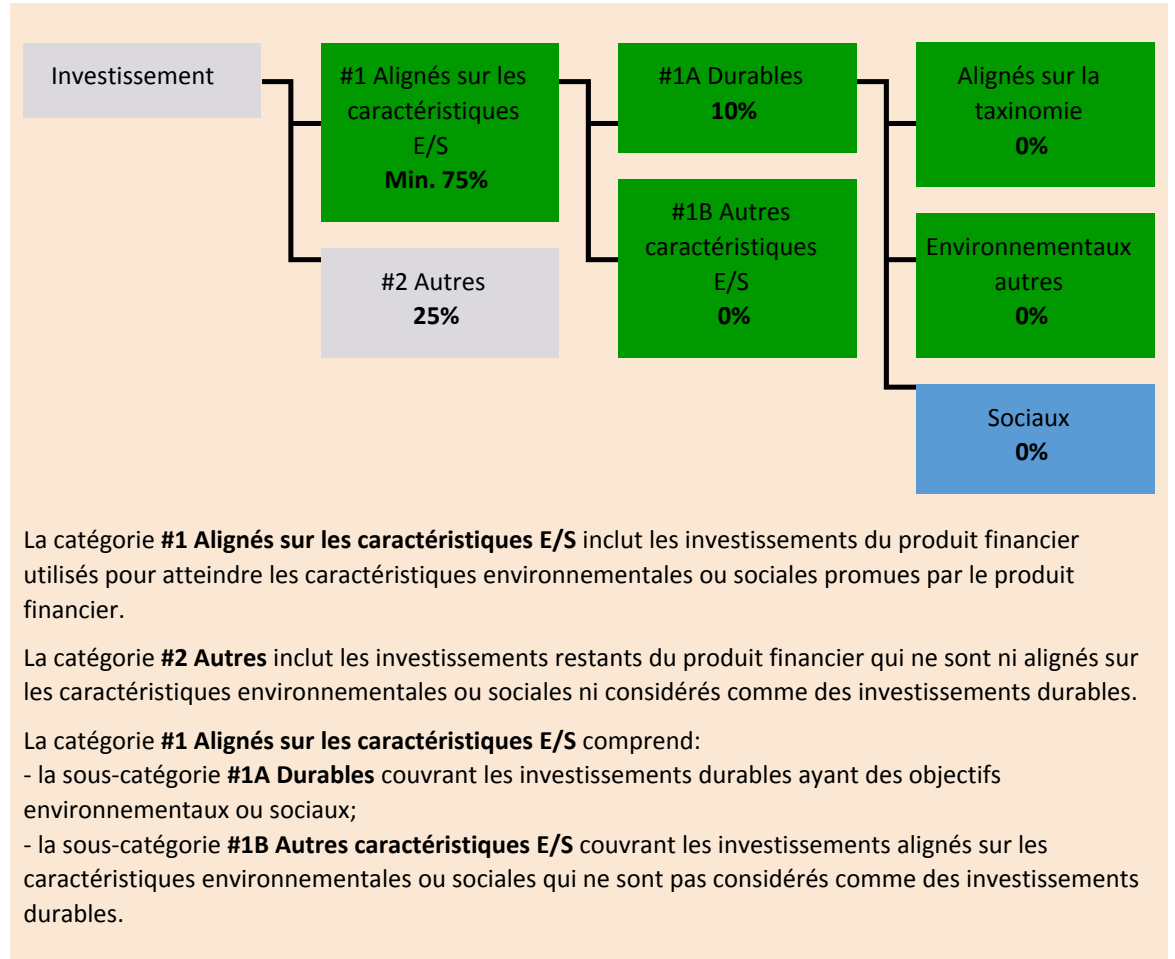 Investissement
#1 Alignés sur les
caractéristiques
E/S
Min. 75%
#2 Autres
25%
#1A Durables
10%
#1B Autres
caractéristiques
E/S
0%
Alignés sur la
taxinomie
0%
Environnementaux
autres
0%
Sociaux
0%
La catégorie #1 Alignés sur les caractéristiques E/S inclut les investissements du produit financier
utilisés pour atteindre les caractéristiques environnementales ou sociales promues par le produit
financier.
La catégorie #2 Autres inclut les investissements restants du produit financier qui ne sont ni alignés sur
les caractéristiques environnementales ou sociales ni considérés comme des investissements durables.
La catégorie #1 Alignés sur les caractéristiques E/S comprend:
- la sous-catégorie #1A Durables couvrant les investissements durables ayant des objectifs
environnementaux ou sociaux;
- la sous-catégorie #1B Autres caractéristiques E/S couvrant les investissements alignés sur les
caractéristiques environnementales ou sociales qui ne sont pas considérés comme des investissements
durables.